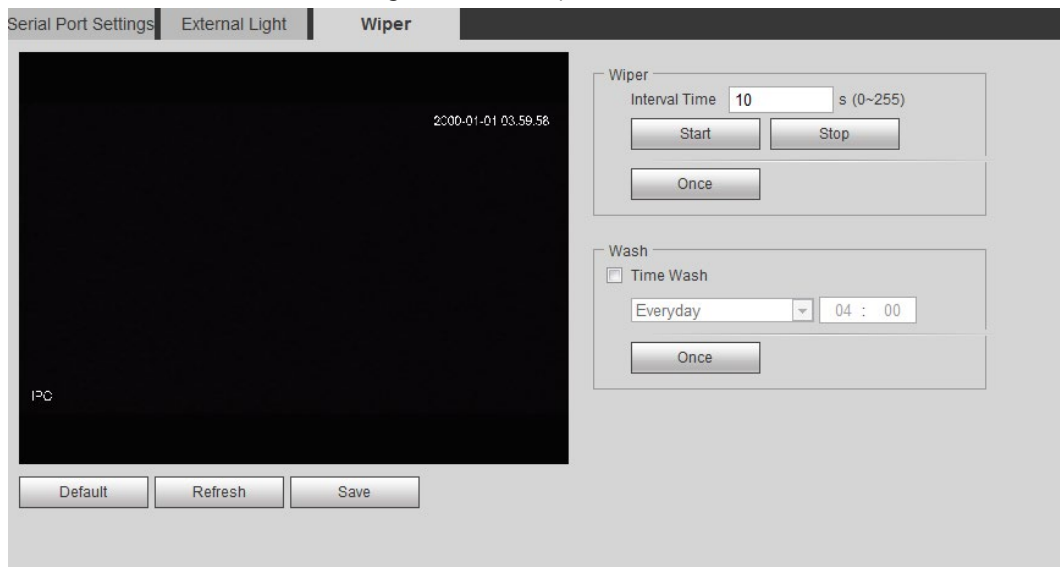 Serial Port Settings External Light Wiper
2000-01-01 03.59.58
IPC
Default Refresh Save
Wiper
Interval Time 10 s (0~255)
Start Stop
Once
Wash
Time Wash
Everyday 04 : 00
Once